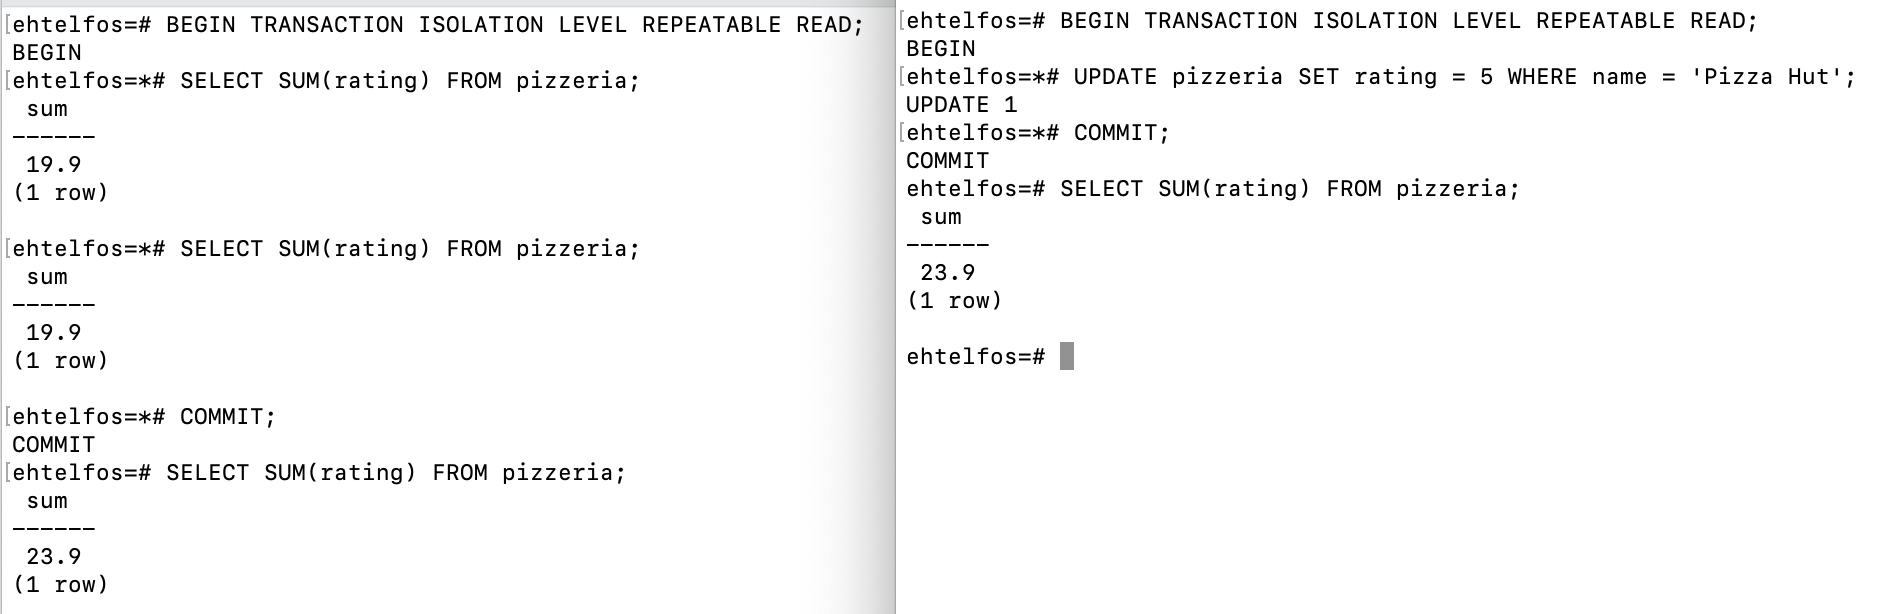 ehtelfos=# BEGIN TRANSACTION ISOLATION LEVEL REPEATABLE READ;
BEGIN
ehtelfos=*# SELECT SUM(rating) FROM pizzeria;
sum
------
19.9
(1 row)
ehtelfos=*# SELECT SUM(rating) FROM pizzeria;
sum
------
19.9
(1 row)
ehtelfos=*# COMMIT;
COMMIT
ehtelfos=# SELECT SUM(rating) FROM pizzeria;
sum
------
23.9
(1 row)
ehtelfos=# BEGIN TRANSACTION ISOLATION LEVEL REPEATABLE READ;
BEGIN
ehtelfos=*# UPDATE pizzeria SET rating = 5 WHERE name = 'Pizza Hut';
UPDATE 1
ehtelfos=*# COMMIT;
COMMIT
ehtelfos=# SELECT SUM(rating) FROM pizzeria;
sum
------
23.9
(1 row)
ehtelfos=#